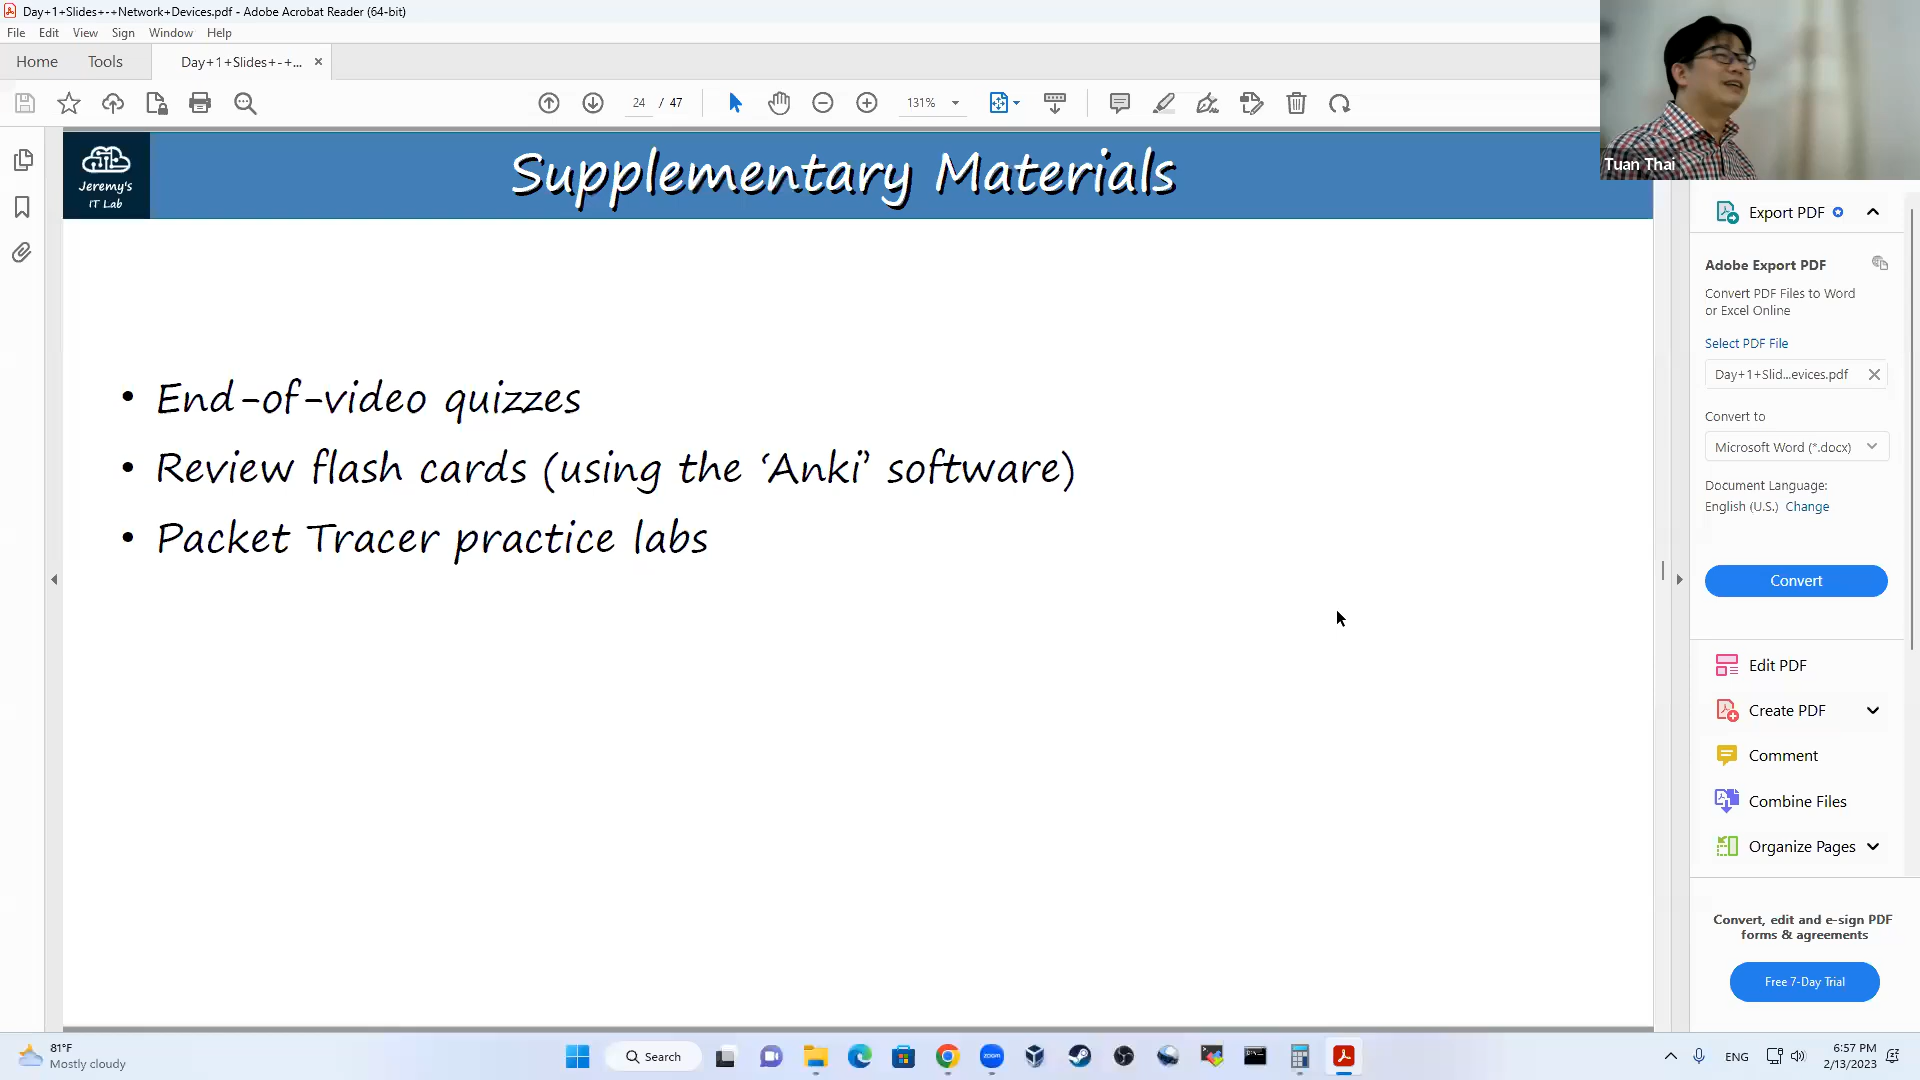 Day+1+Slides+-+Network+Devices.pdf - Adobe Acrobat Reader (64-bit)
File Edit View Sign Window Help
Home Tools Day+1+Slides+-+... ×
24 / 47 131%
Tuan Thai
Jeremy's
IT Lab
Supplementary Materials
• End-of-video quizzes
• Review flash cards (using the ‘Anki’ software)
• Packet Tracer practice labs
Export PDF
Adobe Export PDF
Convert PDF Files to Word
or Excel Online
Select PDF File
Day+1+Slid...evices.pdf
Convert to
Microsoft Word (*.docx)
Document Language:
English (U.S.) Change
Convert
Edit PDF
Create PDF
Comment
Combine Files
Organize Pages
Convert, edit and e-sign PDF
forms & agreements
Free 7-Day Trial
81°F
Mostly cloudy
Search
zoom
ENG
6:57 PM
2/13/2023